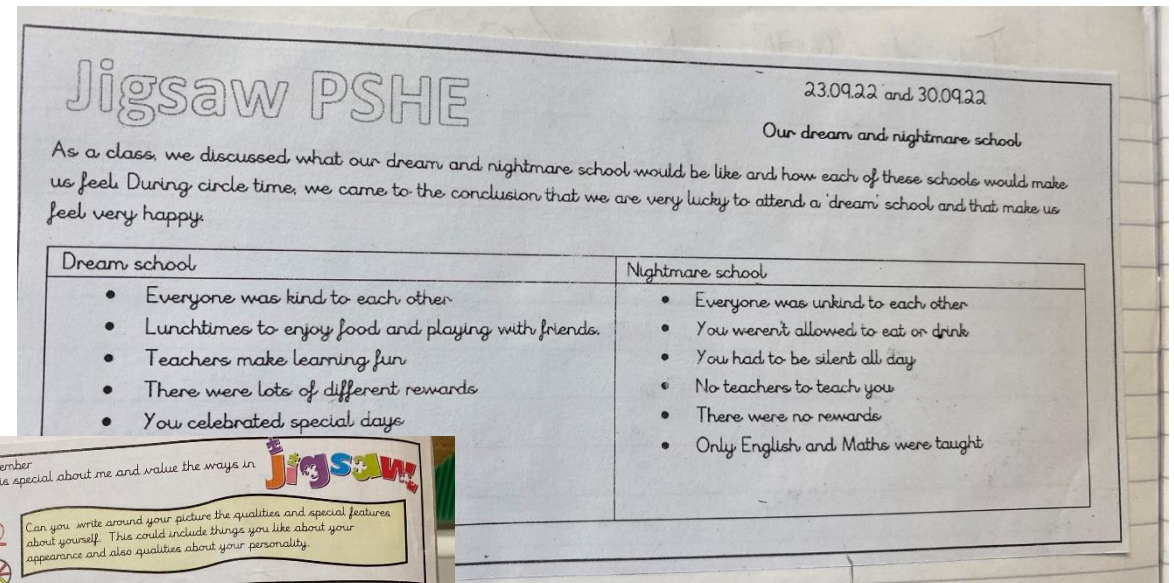 Jigsaw PSHE
23.09.22 and 30.09.22
Our dream and nightmare school
As a class, we discussed what our dream and nightmare school would be like and how each of these schools would make
us feel. During circle time, we came to the conclusion that we are very lucky to attend a 'dream' school and that make us
feel very happy.
Dream school
• Everyone was kind to each other
• Lunchtimes to enjoy food and playing with friends.
• Teachers make learning fun
• There were lots of different rewards
• You celebrated special days
Nightmare school
• Everyone was unkind to each other
• You weren't allowed to eat or drink
• You had to be silent all day
• No teachers to teach you
• There were no rewards
• Only English and Maths were taught
ember
is special about me and value the ways in
Jigsaw
Can you write around your picture the qualities and special features
about yourself. This could include things you like about your
appearance and also qualities about your personality.